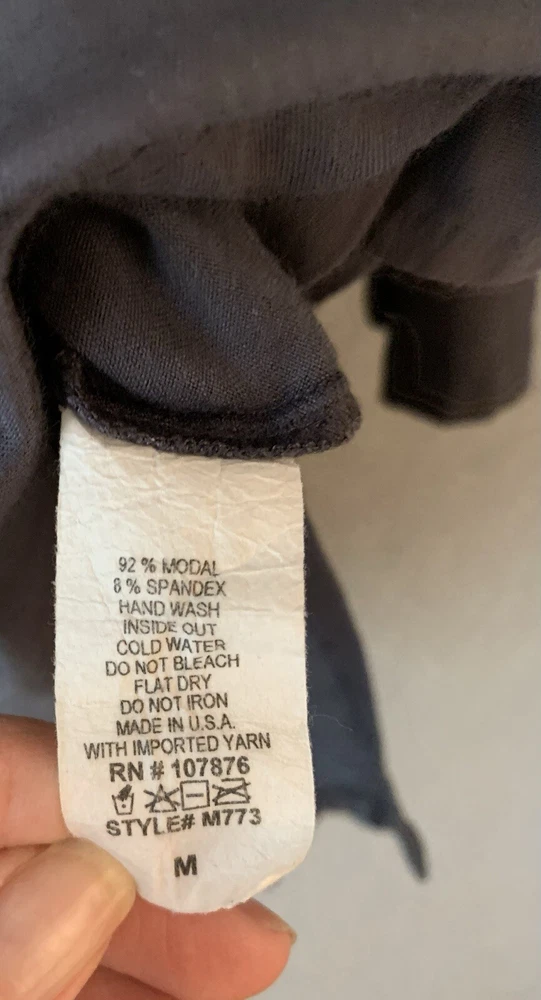 92 % MODAL
8 % SPANDEX
HAND WASH
INSIDE OUT
COLD WATER
DO NOT BLEACH
FLAT DRY
DO NOT IRON
MADE IN U.S.A.
WITH IMPORTED YARN
RN # 107876
STYLE# M773
M